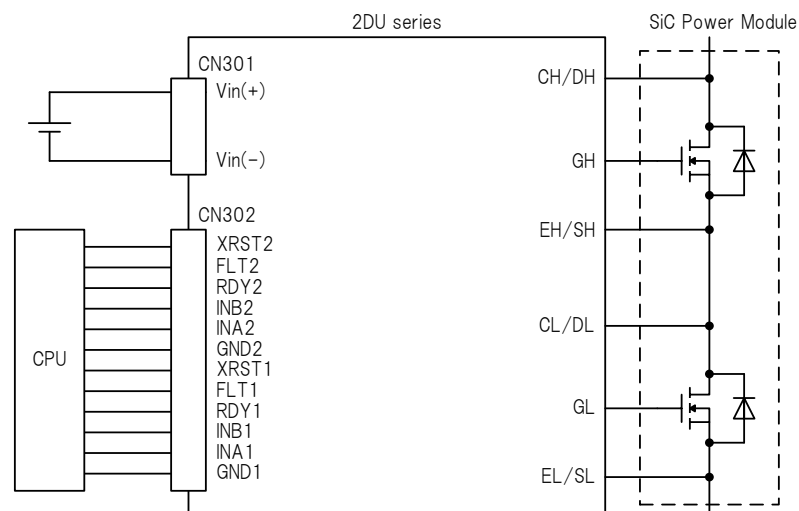 2DU series
SiC Power Module
CN301
Vin(+)
Vin(-)
CN302
XRST2
FLT2
RDY2
INB2
INA2
GND2
XRST1
FLT1
RDY1
INB1
INA1
GND1
CPU
CH/DH
GH
EH/SH
CL/DL
GL
EL/SL